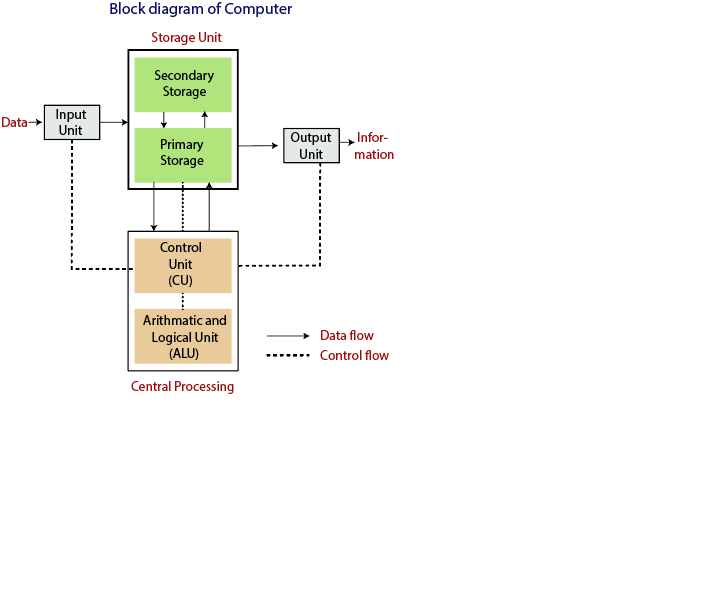 Block diagram of Computer
Storage Unit
Secondary
Storage
Data
Input
Unit
Primary
Storage
Output
Unit
Infor-
mation
Control
Unit
(CU)
Arithmatic and
Logical Unit
(ALU)
Data flow
Control flow
Central Processing